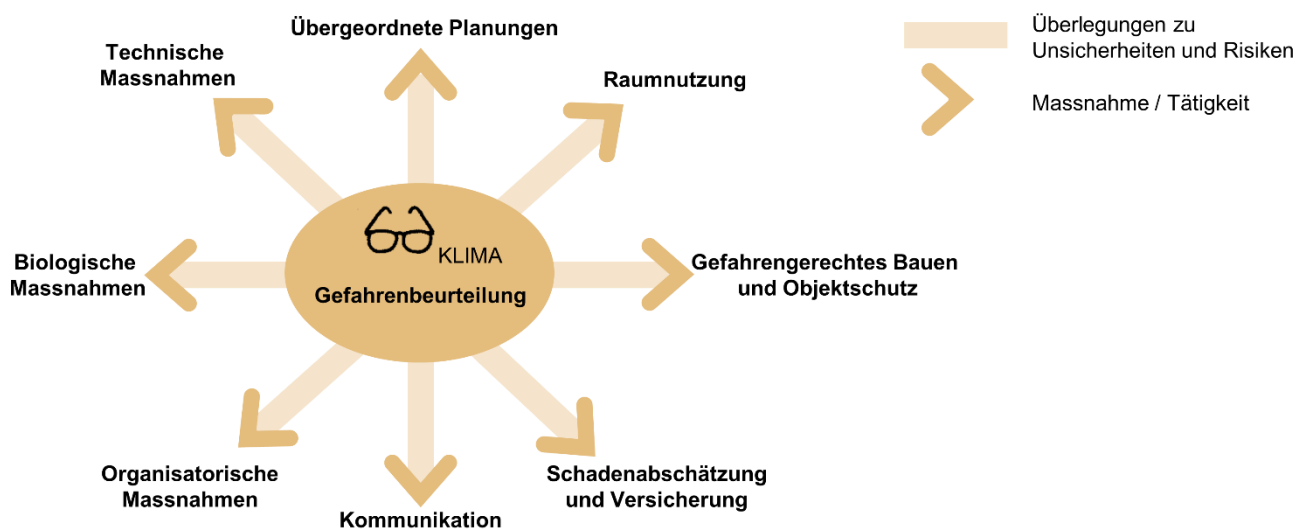 Übergeordnete Planungen
Technische
Massnahmen
Raumnutzung
Biologische
Massnahmen
KLIMA
Gefahrenbeurteilung
Gefahrengerechtes Bauen
und Objektschutz
Organisatorische
Massnahmen
Kommunikation
Schadenabschätzung
und Versicherung
Überlegungen zu
Unsicherheiten und Risiken
Massnahme / Tätigkeit